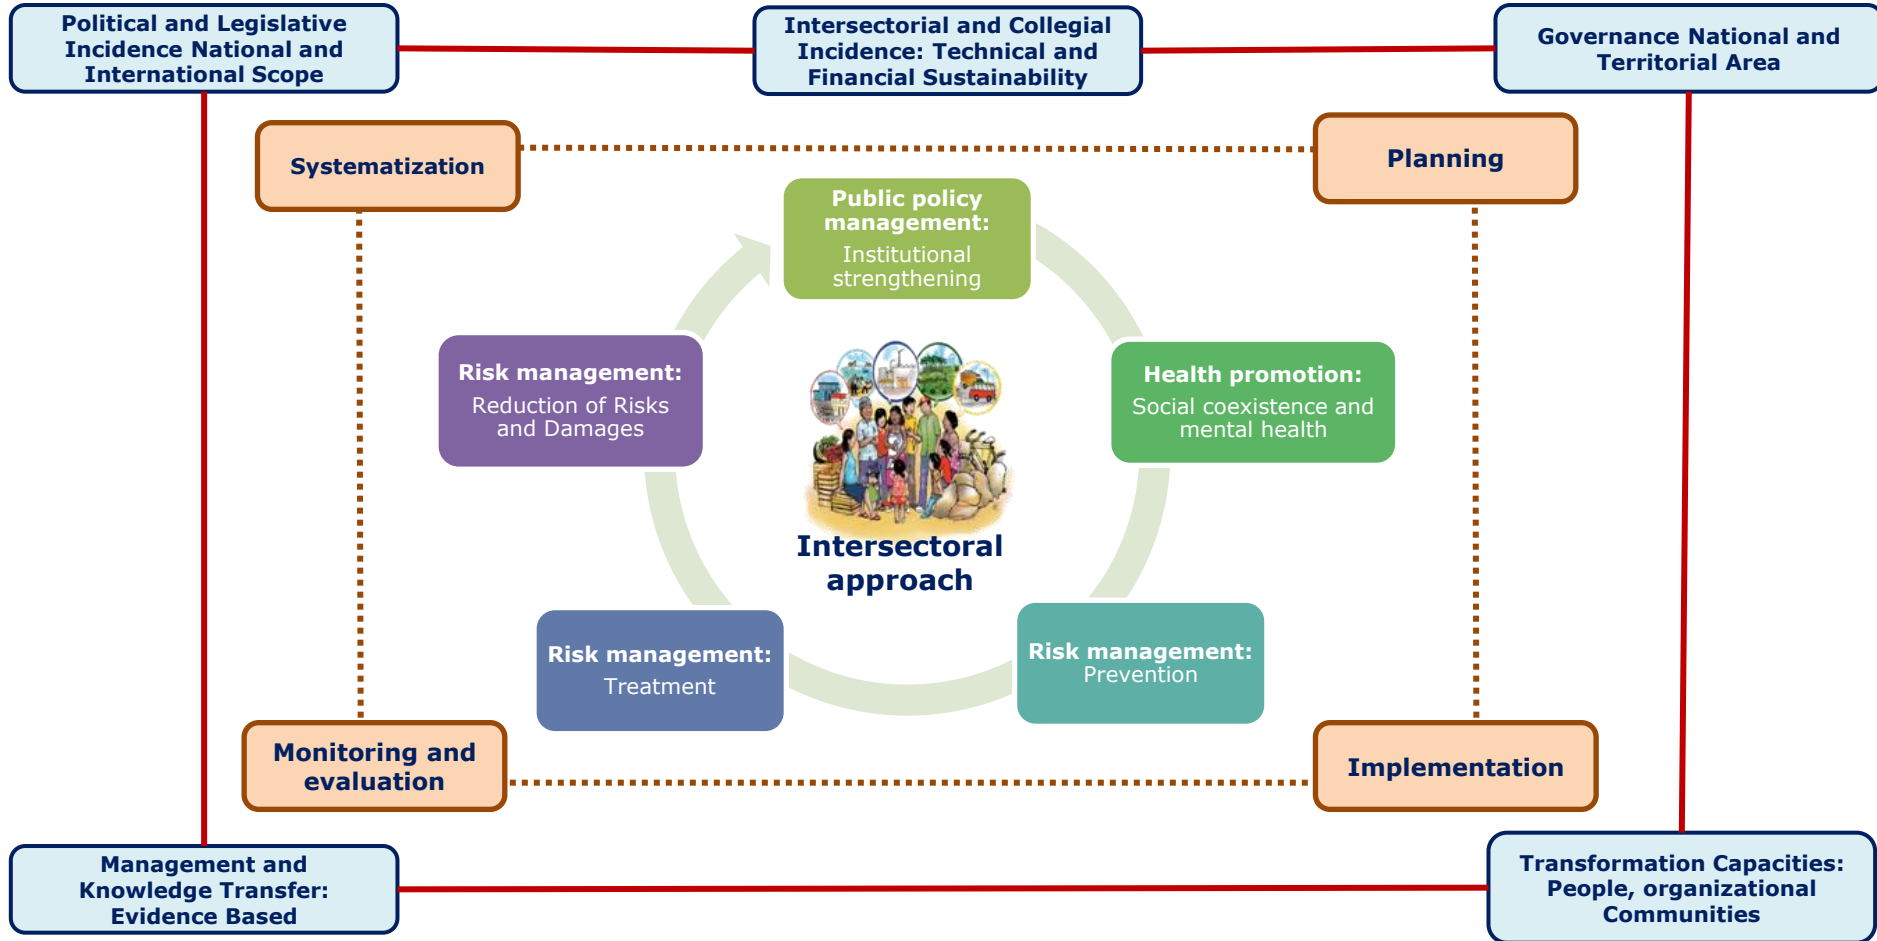 Political and Legislative
Incidence National and
International Scope
Intersectorial and Collegial
Incidence: Technical and
Financial Sustainability
Governance National and
Territorial Area
Systematization
Planning
Public policy
management:
Institutional
strengthening
Risk management:
Reduction of Risks
and Damages
Health promotion:
Social coexistence and
mental health
Intersectoral
approach
Risk management:
Treatment
Risk management:
Prevention
Monitoring and
evaluation
Implementation
Management and
Knowledge Transfer:
Evidence Based
Transformation Capacities:
People, organizational
Communities